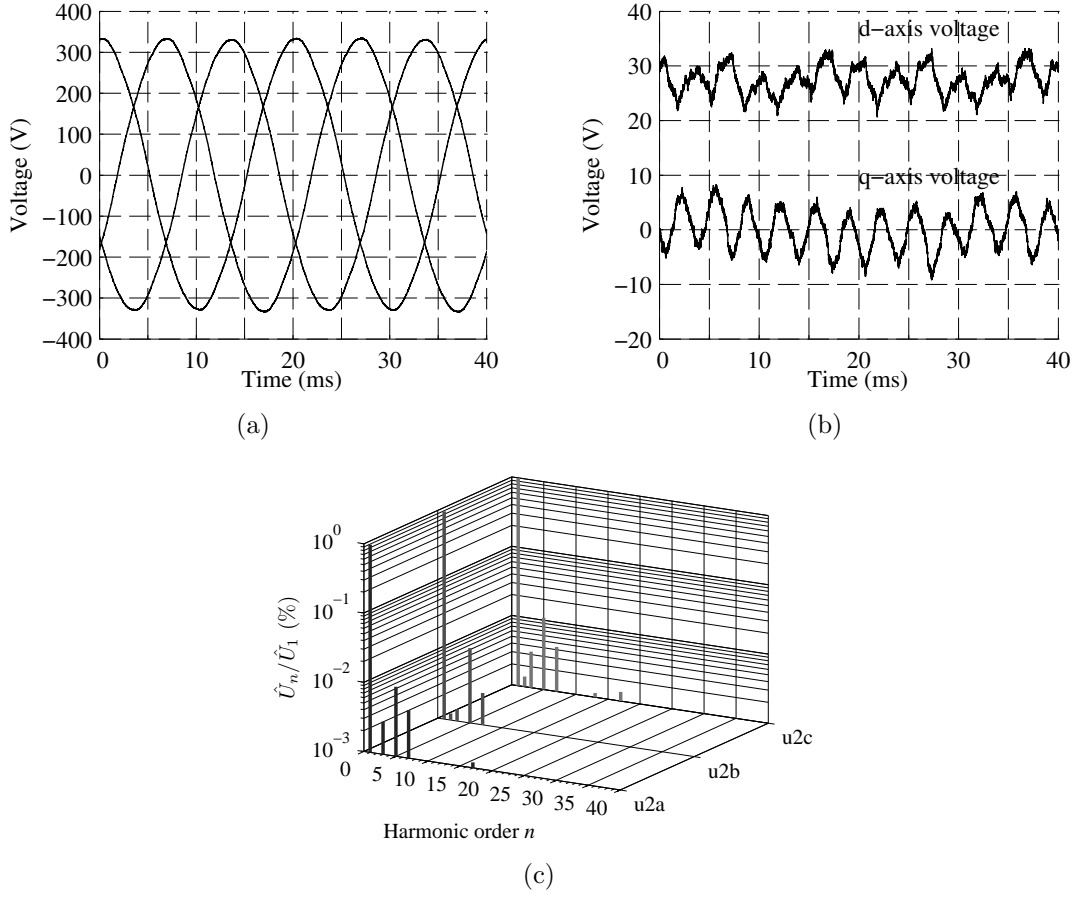 400
300
200
100
0
−100
−200
−300
−400
Voltage (V)
0 10 20 30 40
Time (ms)
(a)
40
30
20
10
0
−10
−20
Voltage (V)
d−axis voltage
q−axis voltage
0 10 20 30 40
Time (ms)
(b)
10^0
10^−1
10^−2
10^−3
Û_n/Û_1 (%)
0 5 10 15 20 25 30 35 40
u2a
u2b
u2c
Harmonic order n
(c)